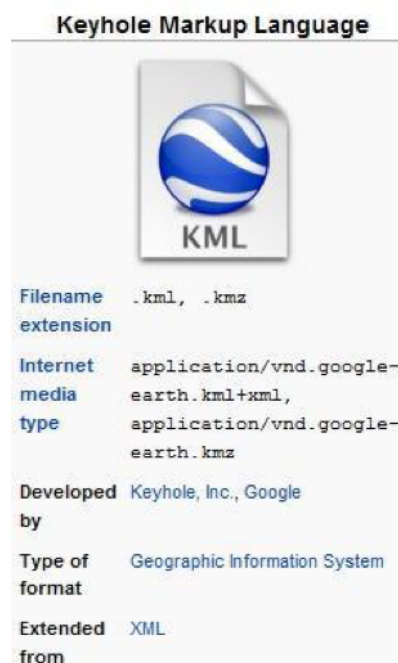 Keyhole Markup Language
KML
Filename .kml, .kmz
extension
Internet application/vnd.google-
media earth.kml+xml,
type application/vnd.google-
earth.kmz
Developed Keyhole, Inc., Google
by
Type of Geographic Information System
format
Extended XML
from